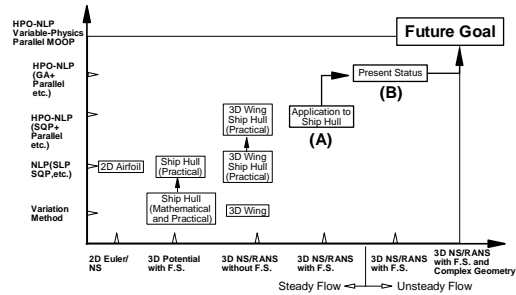 HPO-NLP
Variable-Physics
Parallel MOOP
Future Goal
HPO-NLP
(GA+
Parallel
etc.)
Present Status
(B)
HPO-NLP
(SQP+
Parallel
etc.)
3D Wing
Ship Hull
(Practical)
Application to
Ship Hull
(A)
NLP(SLP
SQP,etc.)
2D Airfoil
Ship Hull
(Practical)
3D Wing
Ship Hull
(Practical)
Variation
Method
Ship Hull
(Mathematical
and Practical)
3D Wing
2D Euler/
NS
3D Potential
with F.S.
3D NS/RANS
without F.S.
3D NS/RANS
with F.S.
3D NS/RANS
with F.S.
3D NS/RANS
with F.S. and
Complex Geometry
Steady Flow
Unsteady Flow